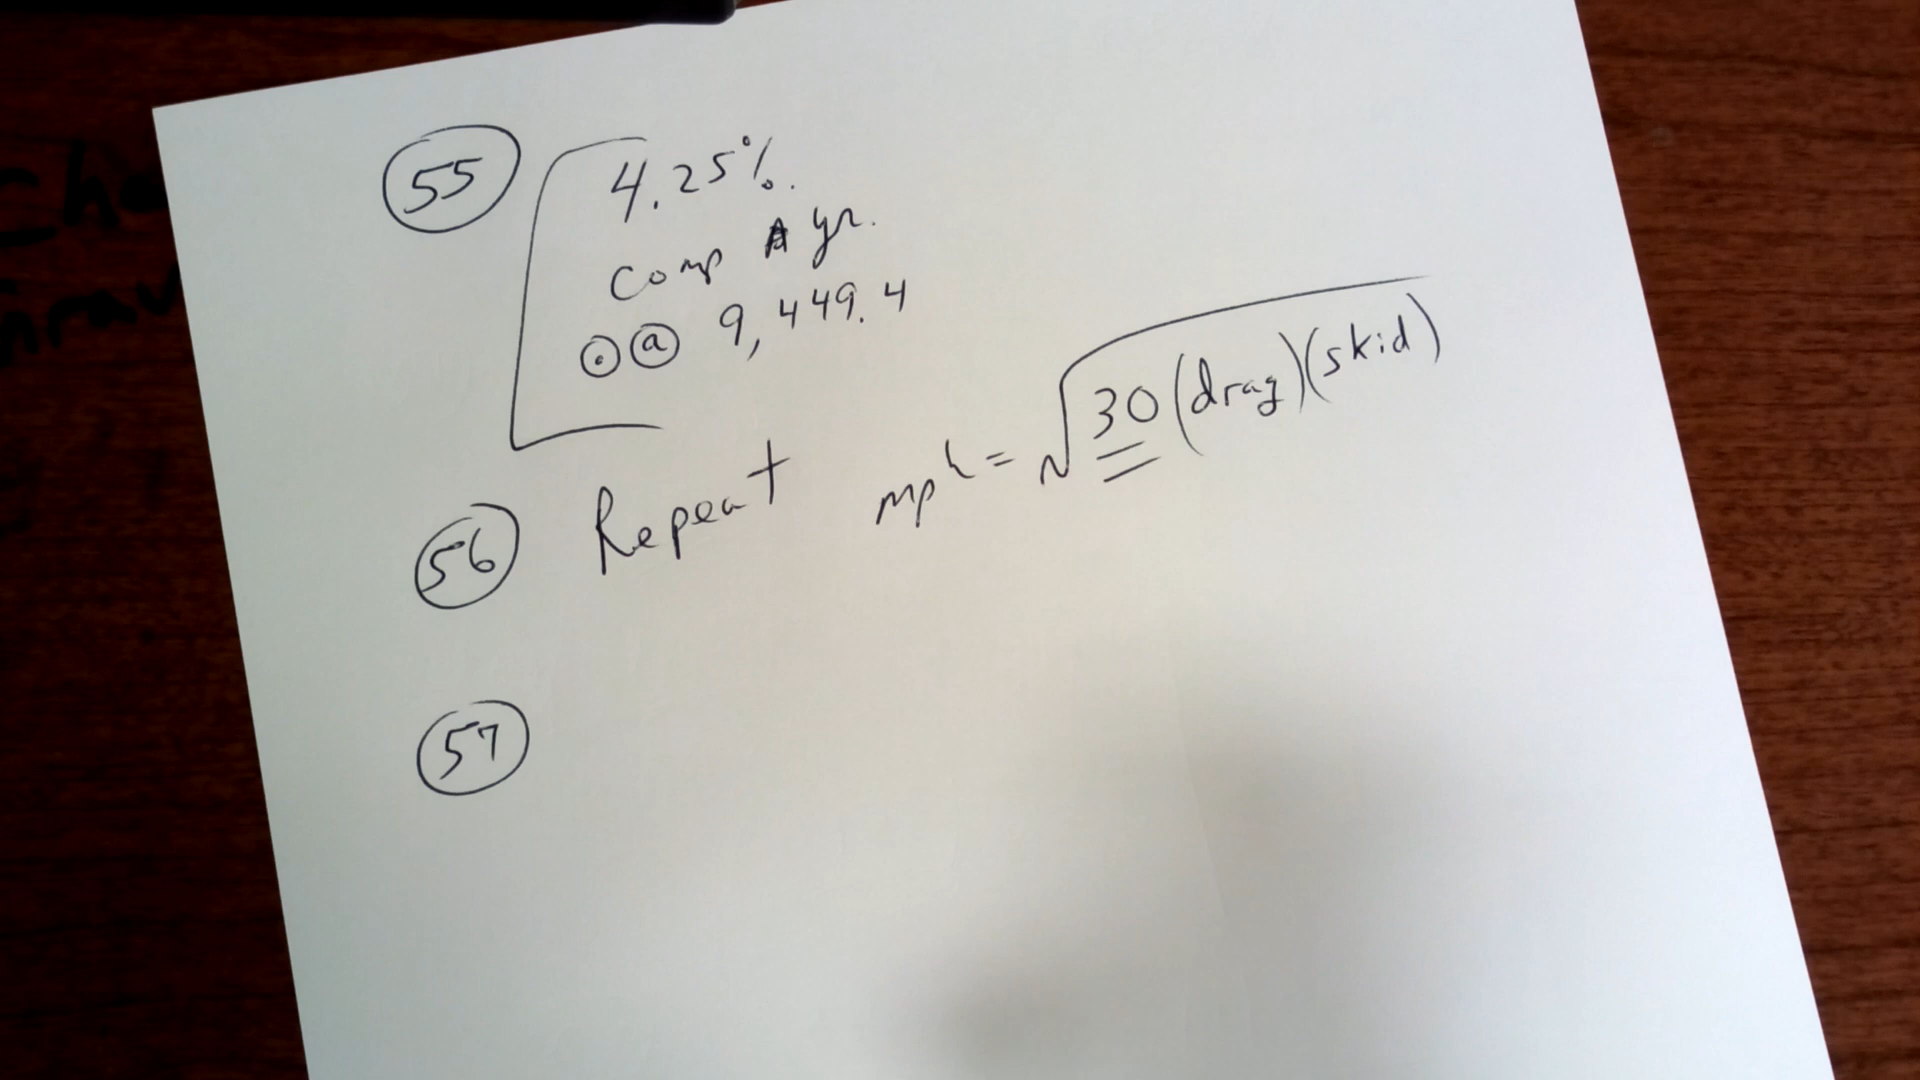 55 4.25%.
Comp A yr.
⊙ ⓐ 9,449.4
56 Repeat mph = √30(drag)(skid)
57